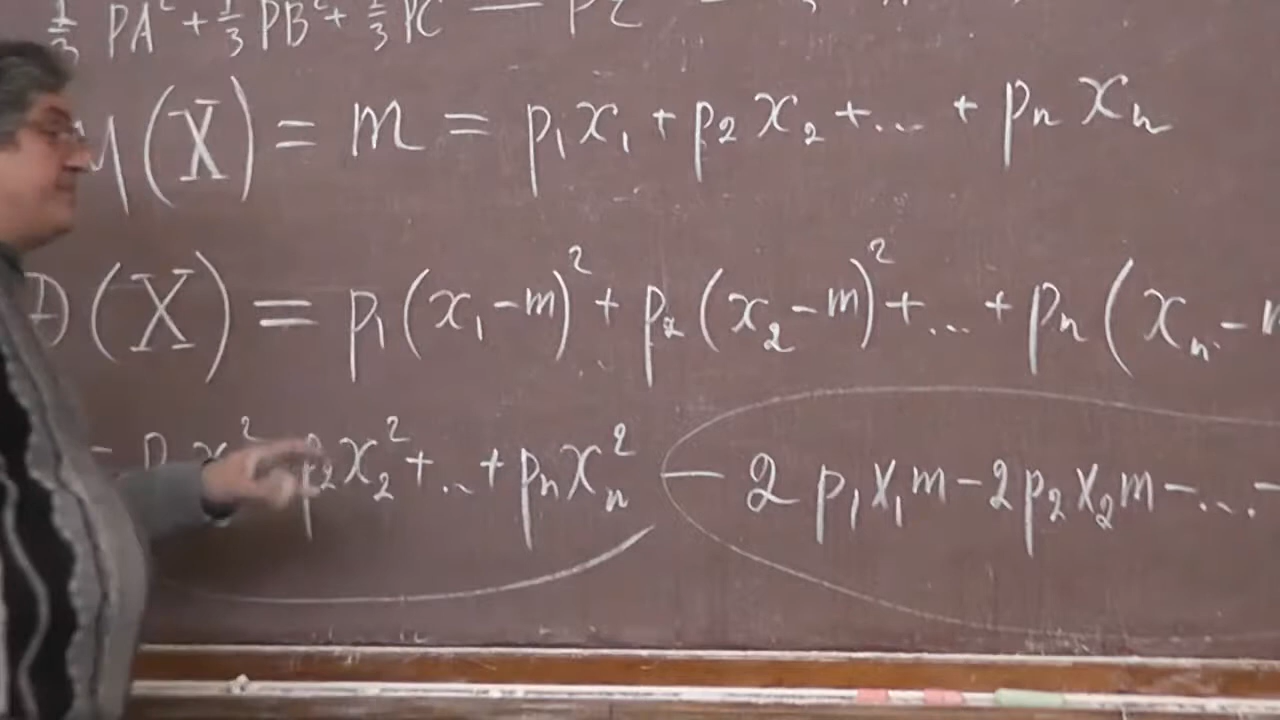 1/3 PA² + 1/3 PB² + 1/3 PC
M(X) = m = p₁x₁ + p₂x₂ + ... + pₙxₙ
D(X) = p₁(x₁ - m)² + p₂(x₂ - m)² + ... + pₙ(xₙ -
p₂x₂² + ... + pₙxₙ² - 2p₁x₁m - 2p₂x₂m - ... -